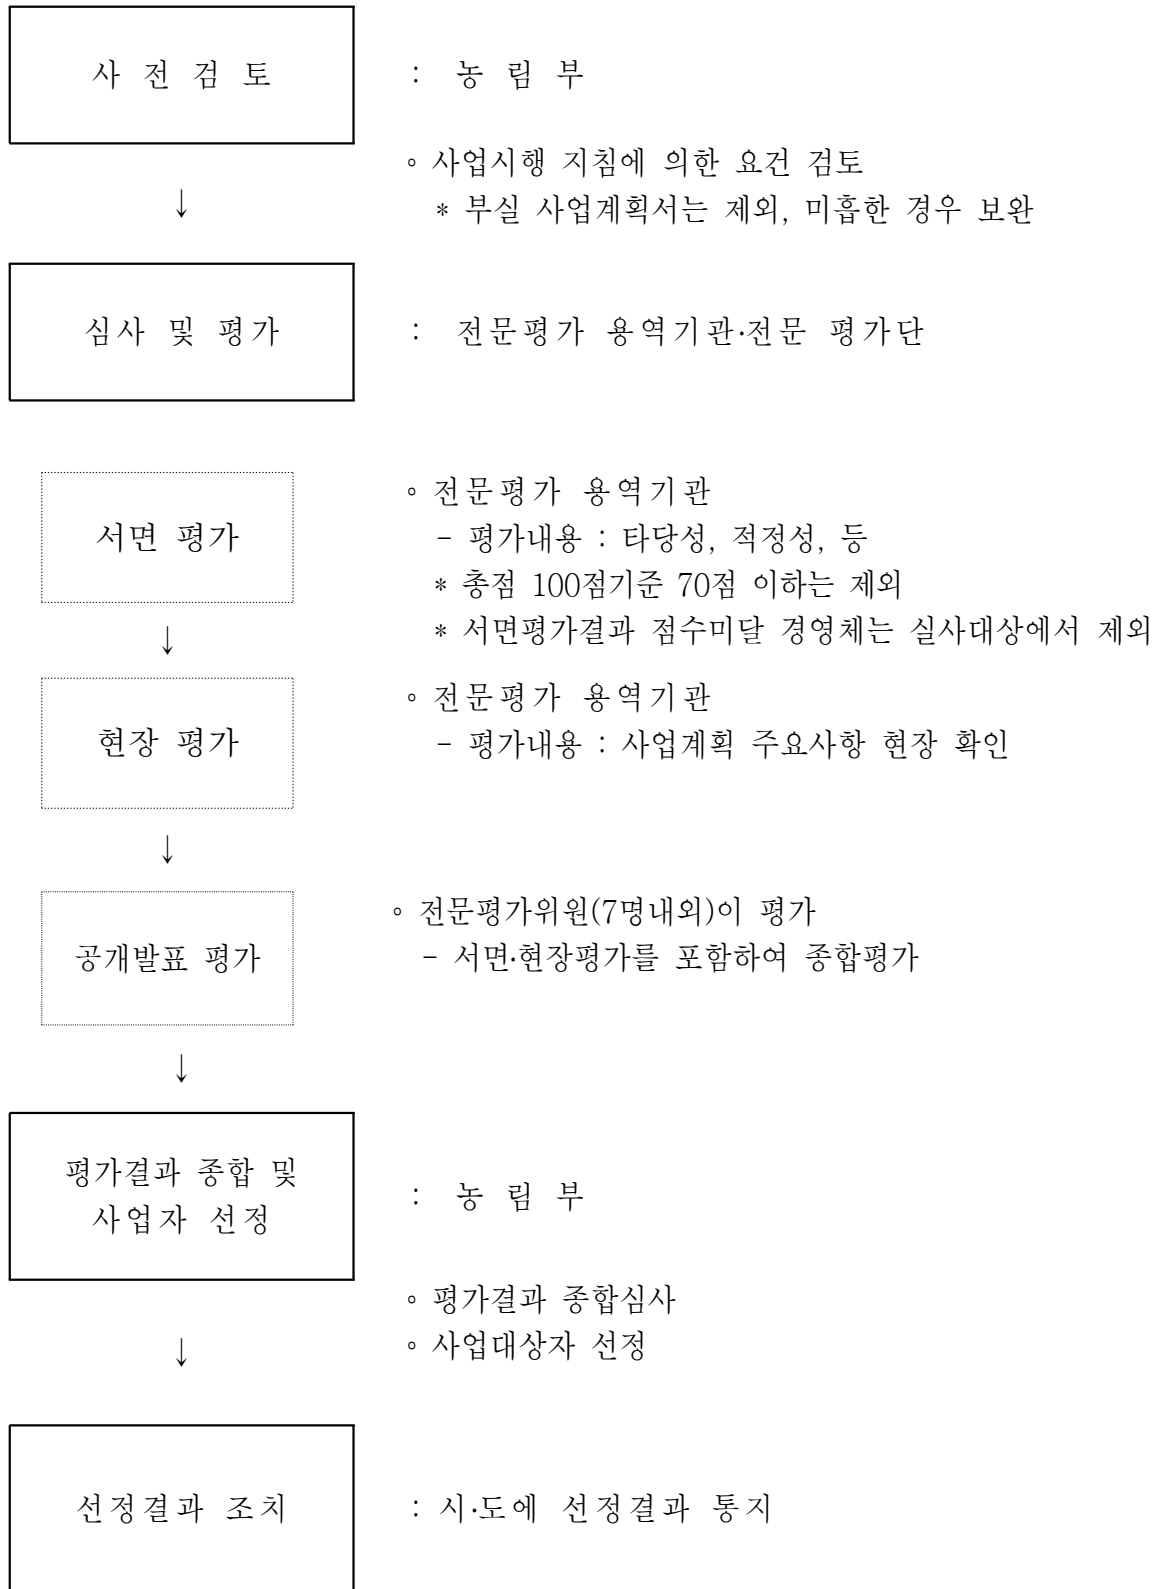 사 전 검 토 : 농 림 부
◦ 사업시행 지침에 의한 요건 검토
↓
* 부실 사업계획서는 제외, 미흡한 경우 보완
심사 및 평가 : 전문평가 용역기관·전문 평가단
◦ 전문평가 용역기관
서면 평가
- 평가내용 : 타당성, 적정성, 등
* 총점 100점기준 70점 이하는 제외
* 서면평가결과 점수미달 경영체는 실사대상에서 제외
↓
◦ 전문평가 용역기관
현장 평가
- 평가내용 : 사업계획 주요사항 현장 확인
↓
◦ 전문평가위원(7명내외)이 평가
공개발표 평가
- 서면·현장평가를 포함하여 종합평가
↓
평가결과 종합 및
사업자 선정
: 농 림 부
◦ 평가결과 종합심사
◦ 사업대상자 선정
↓
선정결과 조치 : 시·도에 선정결과 통지